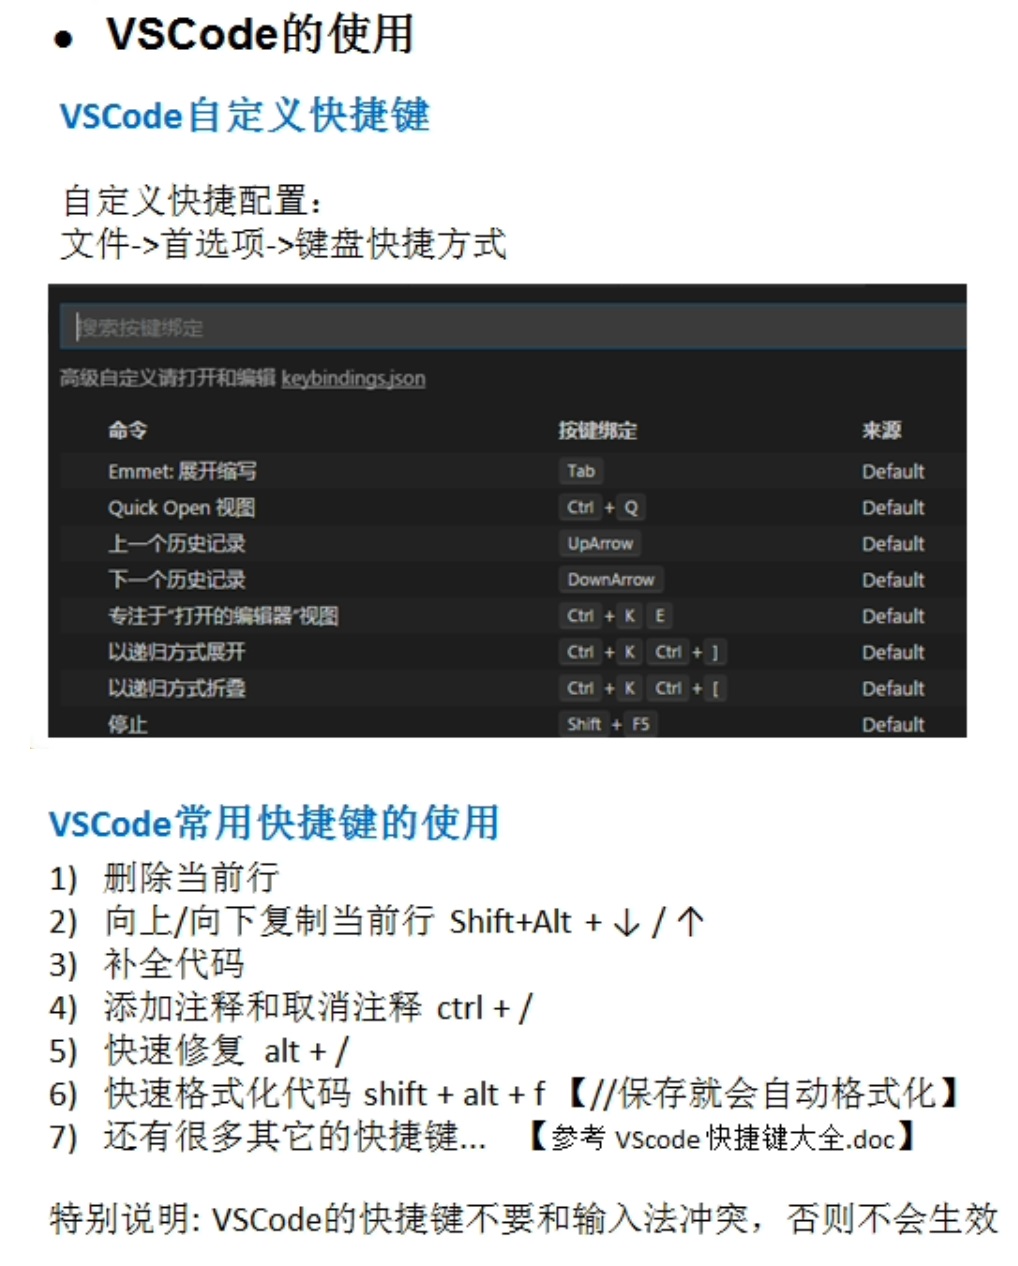 ● VSCode的使用
VSCode自定义快捷键
自定义快捷配置：
文件->首选项->键盘快捷方式
搜索按键绑定
高级自定义请打开和编辑 keybindings.json
命令 按键绑定 来源
Emmet: 展开缩写 Tab Default
Quick Open 视图 Ctrl + Q Default
上一个历史记录 UpArrow Default
下一个历史记录 DownArrow Default
专注于“打开的编辑器”视图 Ctrl + K E Default
以递归方式展开 Ctrl + K Ctrl + ] Default
以递归方式折叠 Ctrl + K Ctrl + [ Default
停止 Shift + F5 Default
VSCode常用快捷键的使用
1) 删除当前行
2) 向上/向下复制当前行 Shift+Alt + ↓ / ↑
3) 补全代码
4) 添加注释和取消注释 ctrl + /
5) 快速修复 alt + /
6) 快速格式化代码 shift + alt + f 【//保存就会自动格式化】
7) 还有很多其它的快捷键... 【参考 VScode 快捷键大全.doc】
特别说明: VSCode的快捷键不要和输入法冲突，否则不会生效